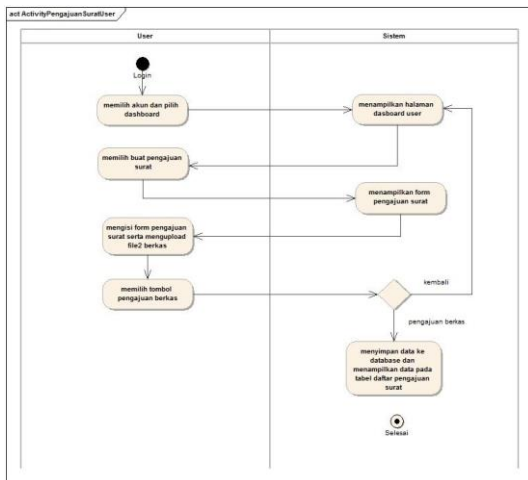 act ActivityPengajuanSuratUser
User
Sistem
Login
memilih akun dan pilih
dashboard
menampilkan halaman
dasboard user
memilih buat pengajuan
surat
menampilkan form
pengajuan surat
mengisi form pengajuan
surat serta mengupload
file2 berkas
memilih tombol
pengajuan berkas
kembali
pengajuan berkas
menyimpan data ke
database dan
menampilkan data pada
tabel daftar pengajuan
surat
Selesai